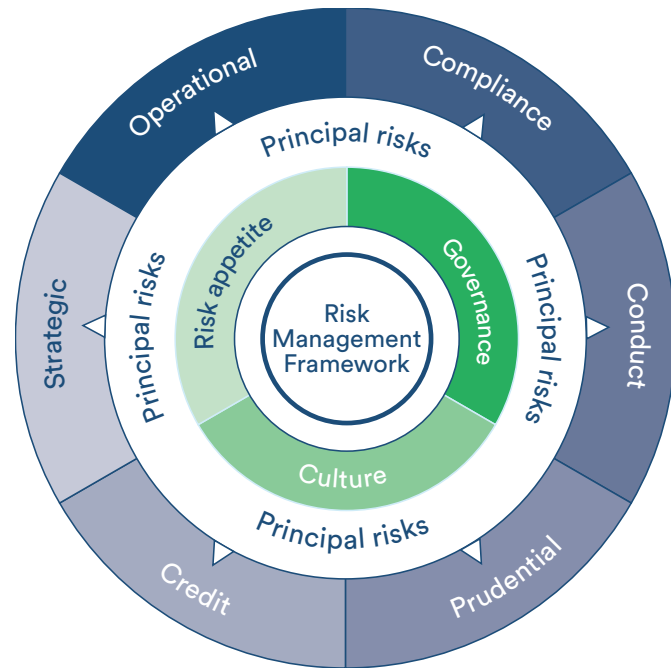 Operational
Compliance
Conduct
Prudential
Credit
Strategic
Principal risks
Principal risks
Principal risks
Principal risks
Risk appetite
Governance
Culture
Risk
Management
Framework